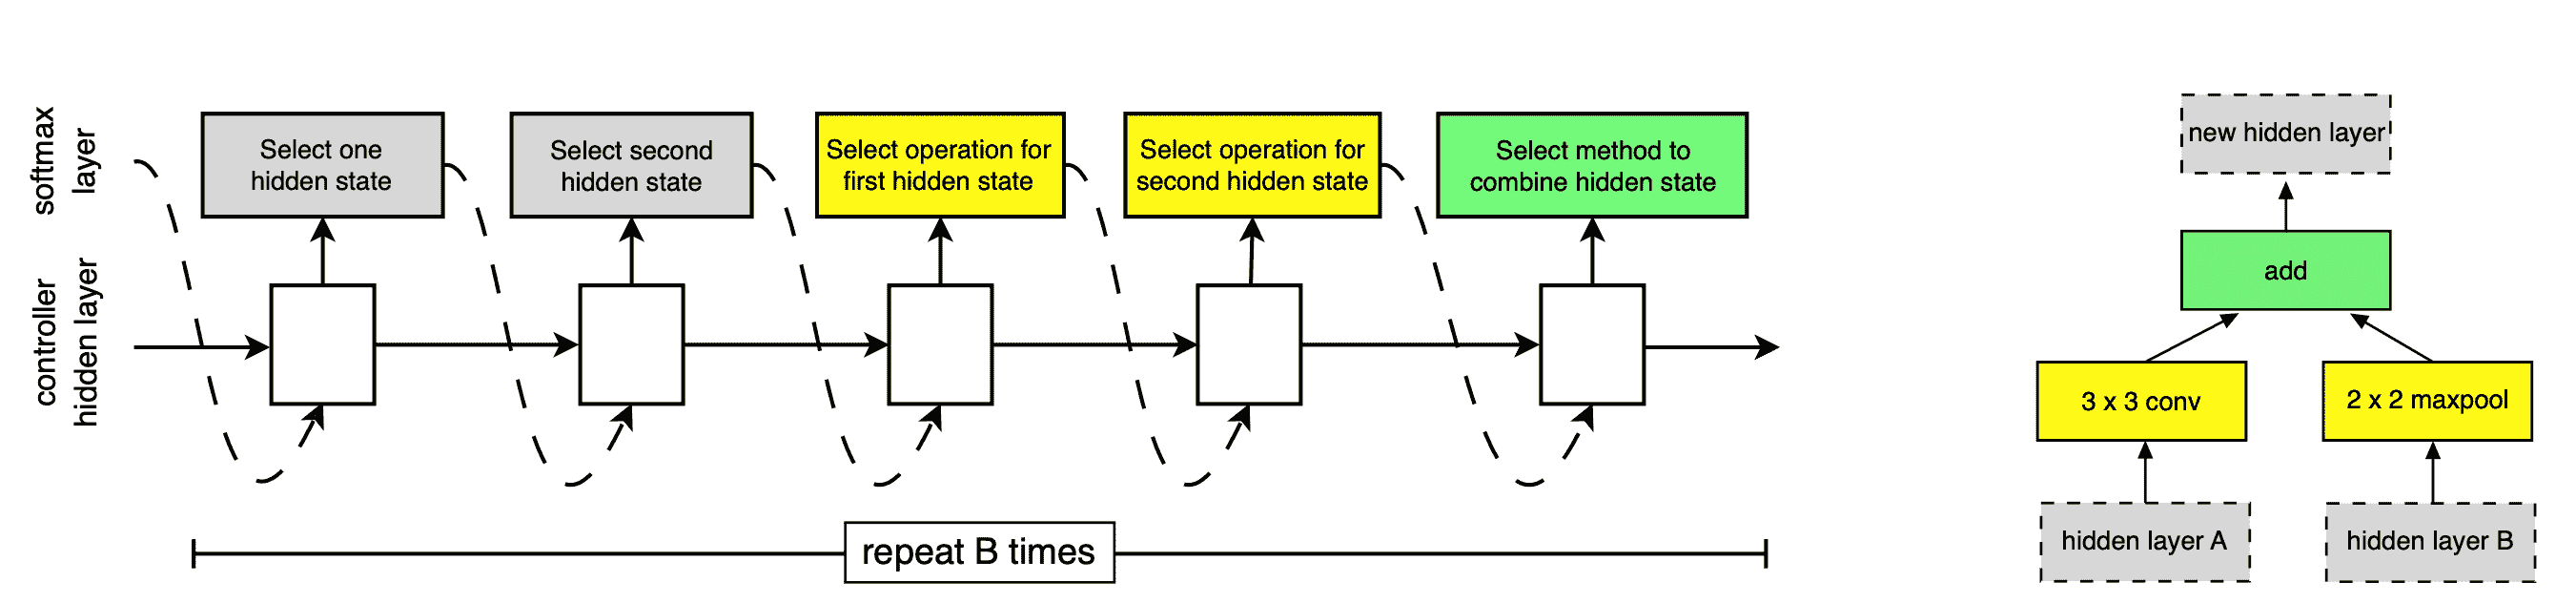 softmax
layer
controller
hidden layer
Select one
hidden state
Select second
hidden state
Select operation for
first hidden state
Select operation for
second hidden state
Select method to
combine hidden state
repeat B times
new hidden layer
add
3 x 3 conv
2 x 2 maxpool
hidden layer A
hidden layer B